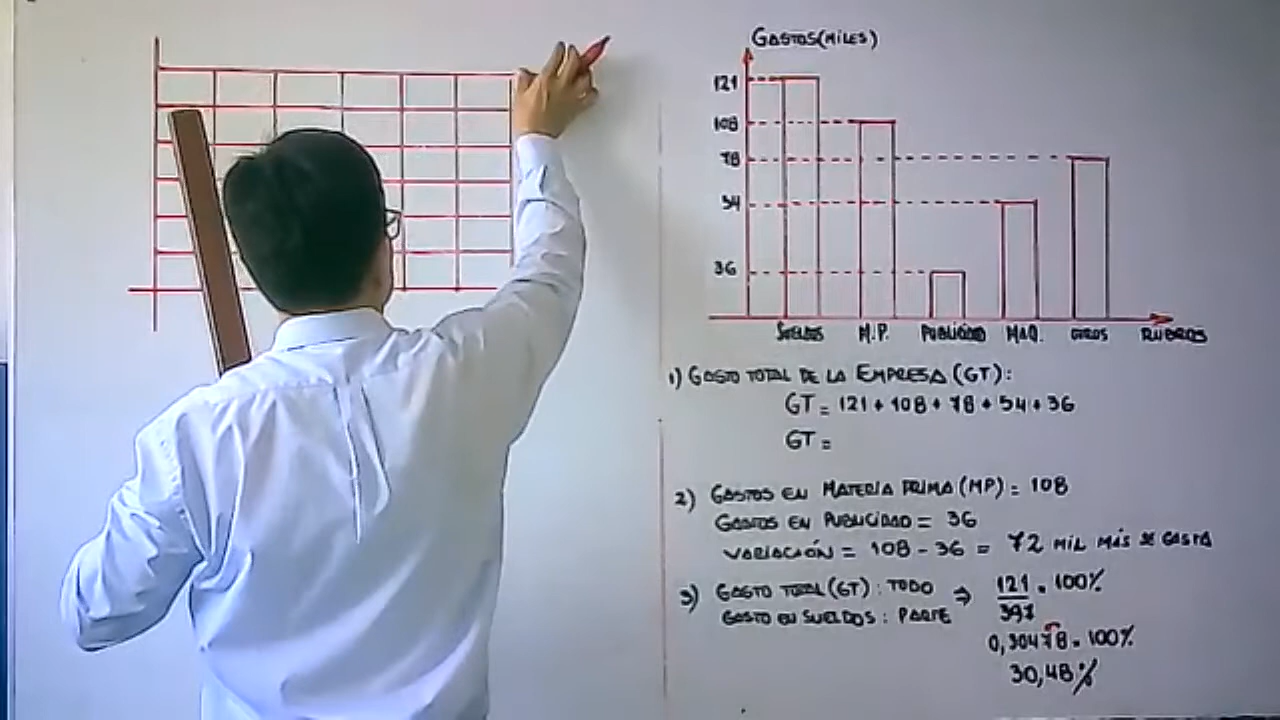 GASTOS(MILES)
121
108
78
54
36
SUELDOS M.P. PUBLICIDAD MAQ. OTROS RUBROS
1) GASTO TOTAL DE LA EMPRESA (GT):
GT = 121 + 108 + 78 + 54 + 36
GT =
2) GASTOS EN MATERIA PRIMA (MP) = 108
GASTOS EN PUBLICIDAD = 36
VARIACIÓN = 108 - 36 = 72 MIL MÁS SE GASTA
3) GASTO TOTAL (GT) : TODO ⇒ 121/397 . 100%
GASTO EN SUELDOS : PARTE
0,30478 . 100%
30,48%